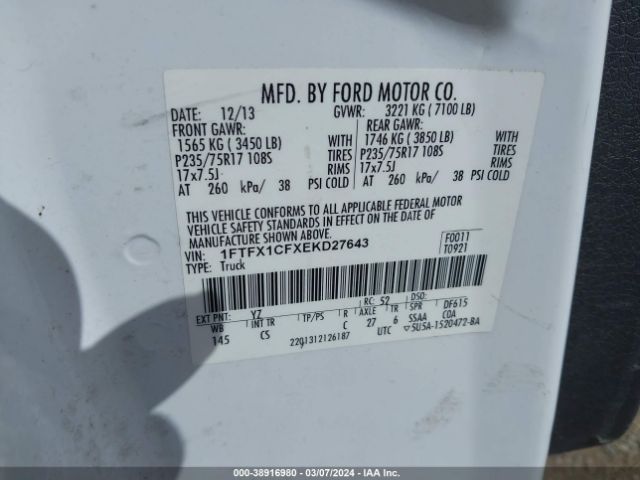 MFD. BY FORD MOTOR CO.
DATE: 12/13 GVWR: 3221 KG ( 7100 LB)
FRONT GAWR: REAR GAWR:
1565 KG ( 3450 LB) WITH 1746 KG ( 3850 LB) WITH
P235/75R17 108S TIRES P235/75R17 108S TIRES
17x7.5J RIMS 17x7.5J RIMS
AT 260 kPa/ 38 PSI COLD AT 260 kPa/ 38 PSI COLD
THIS VEHICLE CONFORMS TO ALL APPLICABLE FEDERAL MOTOR
VEHICLE SAFETY STANDARDS IN EFFECT ON THE DATE OF
MANUFACTURE SHOWN ABOVE.
VIN: 1FTFX1CFXEKD27643 F0011
TYPE: Truck T0921
EXT PNT: YZ RC: 52 DSO:
WB INT TR TP/PS R AXLE TR SPR DF615
145 CS C 27 6 SSAA COA
2201312126187 UTC 5U5A-1520472-BA
000-38916980 - 03/07/2024 - IAA Inc.